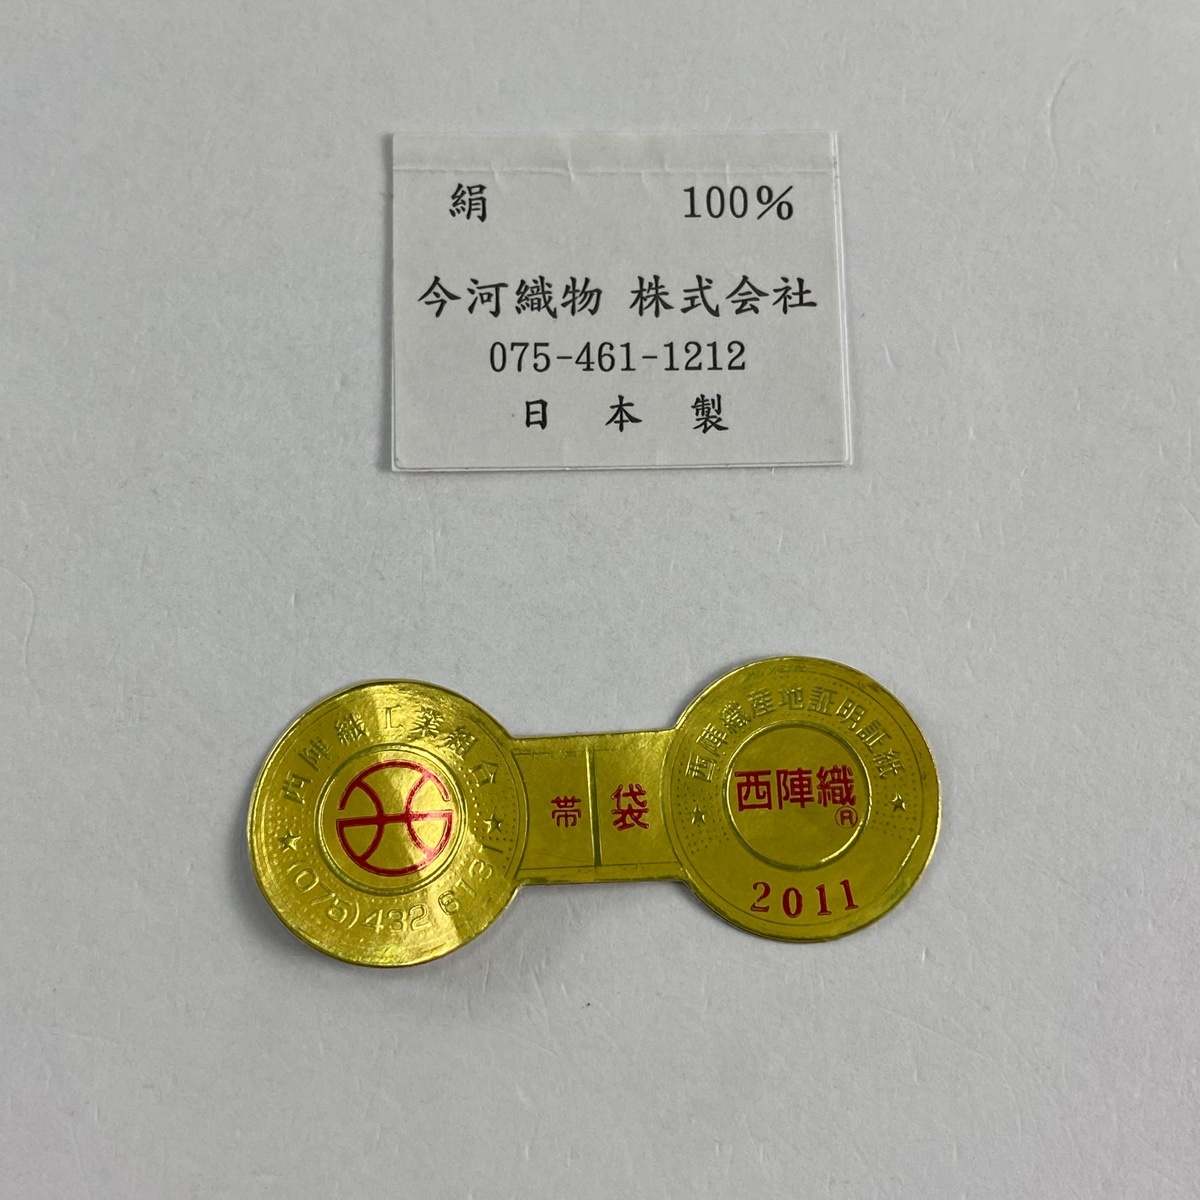 絹 100%
今河織物 株式会社
075-461-1212
日本製
西陣織工業組合
(075)432 6131
帯
袋
西陣織産地証明証紙
西陣織
R
2011